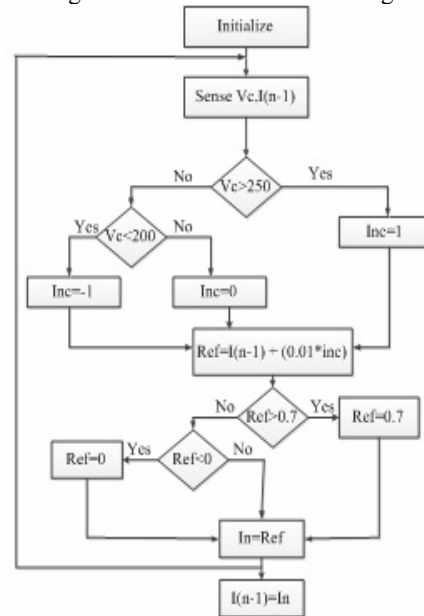 Initialize
Sense Vc,I(n-1)
Vc>250
No
Yes
Vc<200
Yes
No
Inc=1
Inc=-1
Inc=0
Ref=I(n-1) + (0.01*inc)
Ref>0.7
No
Yes
Ref=0.7
Ref<0
Yes
No
Ref=0
In=Ref
I(n-1)=In